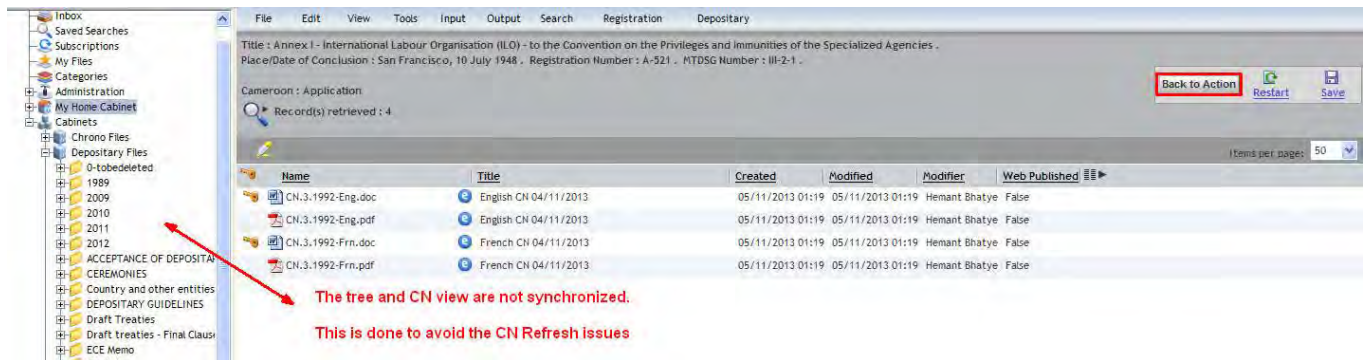 Inbox
Saved Searches
Subscriptions
My Files
Categories
Administration
My Home Cabinet
Cabinets
Chrono Files
Depositary Files
0-tobedeleted
1989
2009
2010
2011
2012
ACCEPTANCE OF DEPOSITA
CEREMONIES
Country and other entities
DEPOSITARY GUIDELINES
Draft Treaties
Draft treaties - Final Claus
ECE Memo
File Edit View Tools Input Output Search Registration Depositary
Title : Annex I - International Labour Organisation (ILO) - to the Convention on the Privileges and Immunities of the Specialized Agencies .
Place/Date of Conclusion : San Francisco, 10 July 1948 . Registration Number : A-521 . MTDSG Number : III-2-1 .
Cameroon : Application
Back to Action Restart Save
Record(s) retrieved : 4
Items per page: 50
Name Title Created Modified Modifier Web Published
CN.3.1992-Eng.doc English CN 04/11/2013 05/11/2013 01:19 05/11/2013 01:19 Hemant Bhatye False
CN.3.1992-Eng.pdf English CN 04/11/2013 05/11/2013 01:19 05/11/2013 01:19 Hemant Bhatye False
CN.3.1992-Frn.doc French CN 04/11/2013 05/11/2013 01:19 05/11/2013 01:19 Hemant Bhatye False
CN.3.1992-Frn.pdf French CN 04/11/2013 05/11/2013 01:19 05/11/2013 01:19 Hemant Bhatye False
The tree and CN view are not synchronized.
This is done to avoid the CN Refresh issues